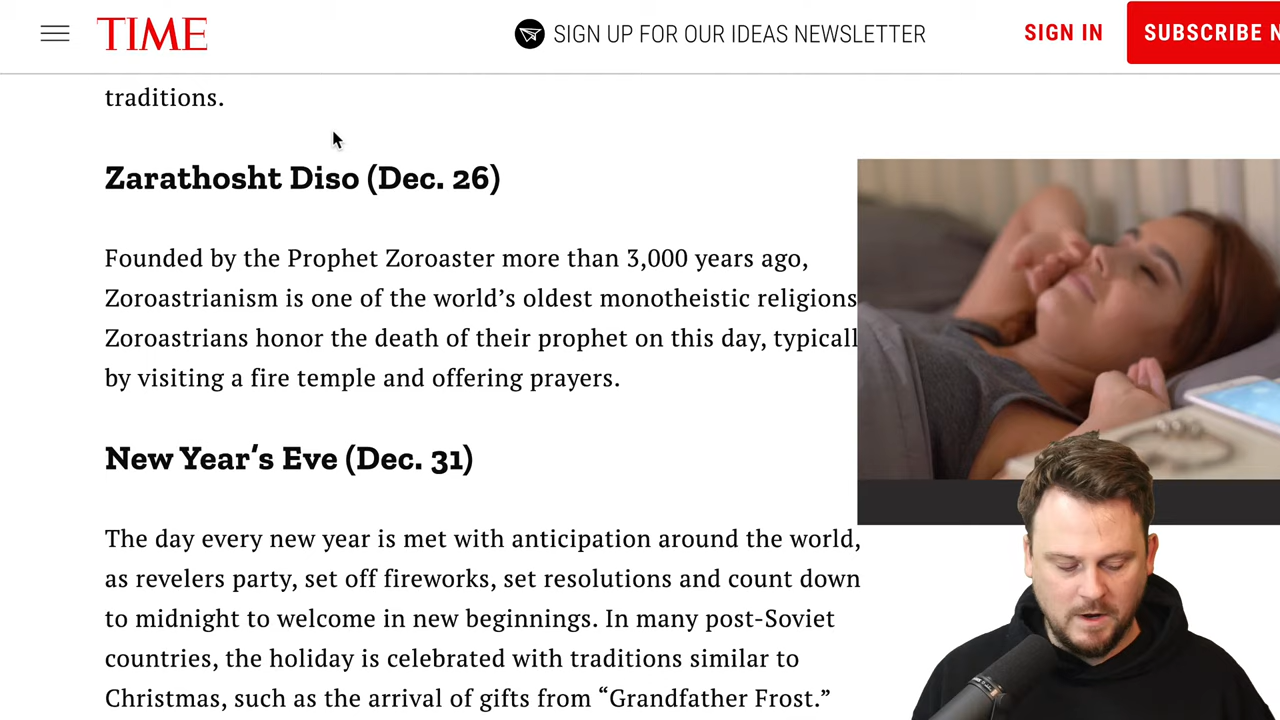 TIME
SIGN UP FOR OUR IDEAS NEWSLETTER
SIGN IN
SUBSCRIBE N
traditions.
Zarathosht Diso (Dec. 26)
Founded by the Prophet Zoroaster more than 3,000 years ago,
Zoroastrianism is one of the world’s oldest monotheistic religions
Zoroastrians honor the death of their prophet on this day, typicall
by visiting a fire temple and offering prayers.
New Year’s Eve (Dec. 31)
The day every new year is met with anticipation around the world,
as revelers party, set off fireworks, set resolutions and count down
to midnight to welcome in new beginnings. In many post-Soviet
countries, the holiday is celebrated with traditions similar to
Christmas, such as the arrival of gifts from “Grandfather Frost.”